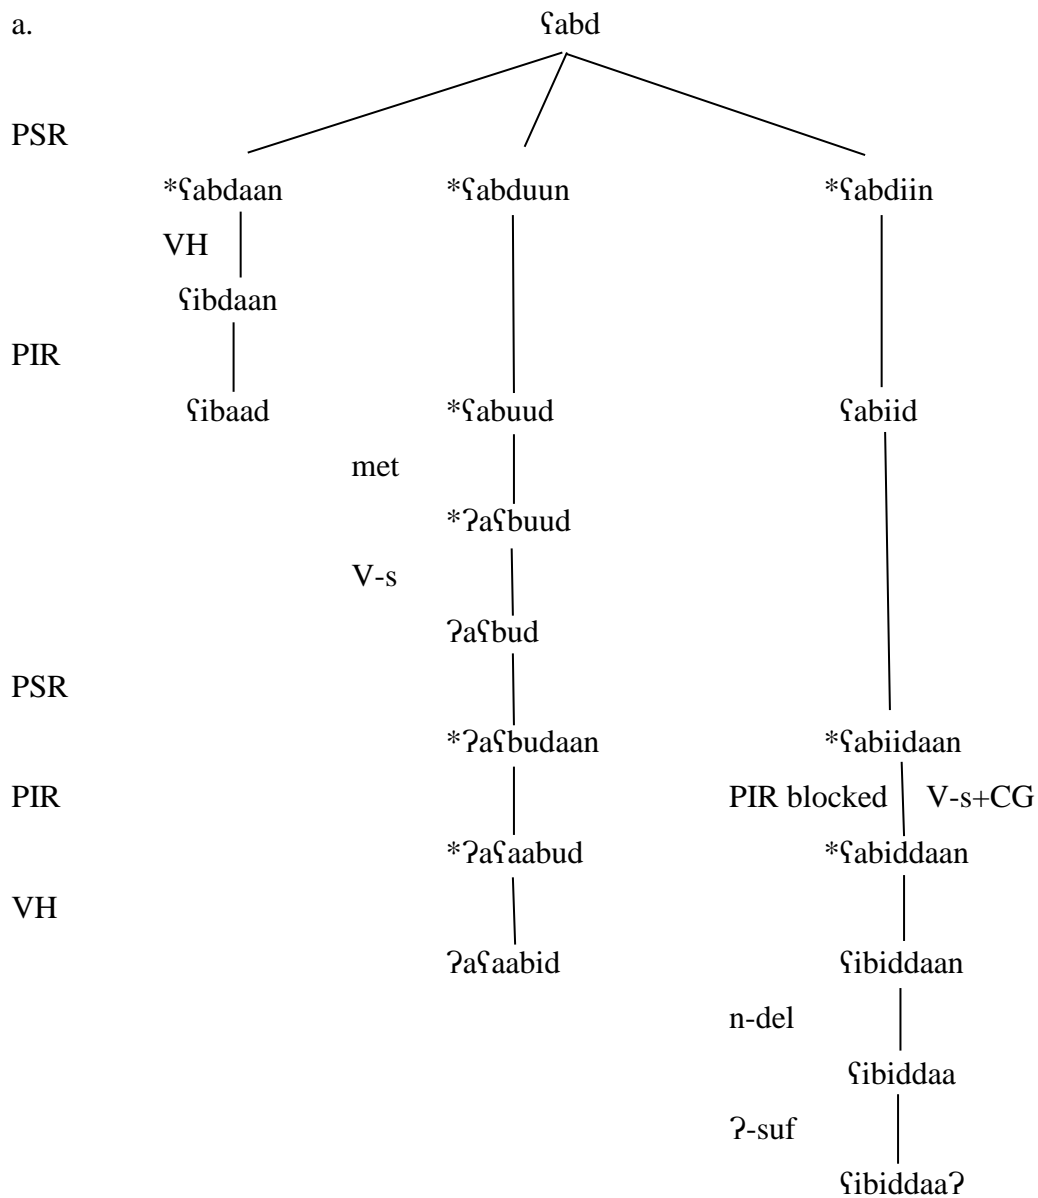 a. ʕabd
PSR
*ʕabdaan *ʕabduun *ʕabdiin
VH
ʕibdaan
PIR
ʕibaad *ʕabuud ʕabiid
met
*ʔaʕbuud
V-s
ʔaʕbud
PSR
*ʔaʕbudaan *ʕabiidaan
PIR PIR blocked V-s+CG
*ʔaʕaabud *ʕabiddaan
VH
ʔaʕaabid ʕibiddaan
n-del
ʕibiddaa
ʔ-suf
ʕibiddaaʔ